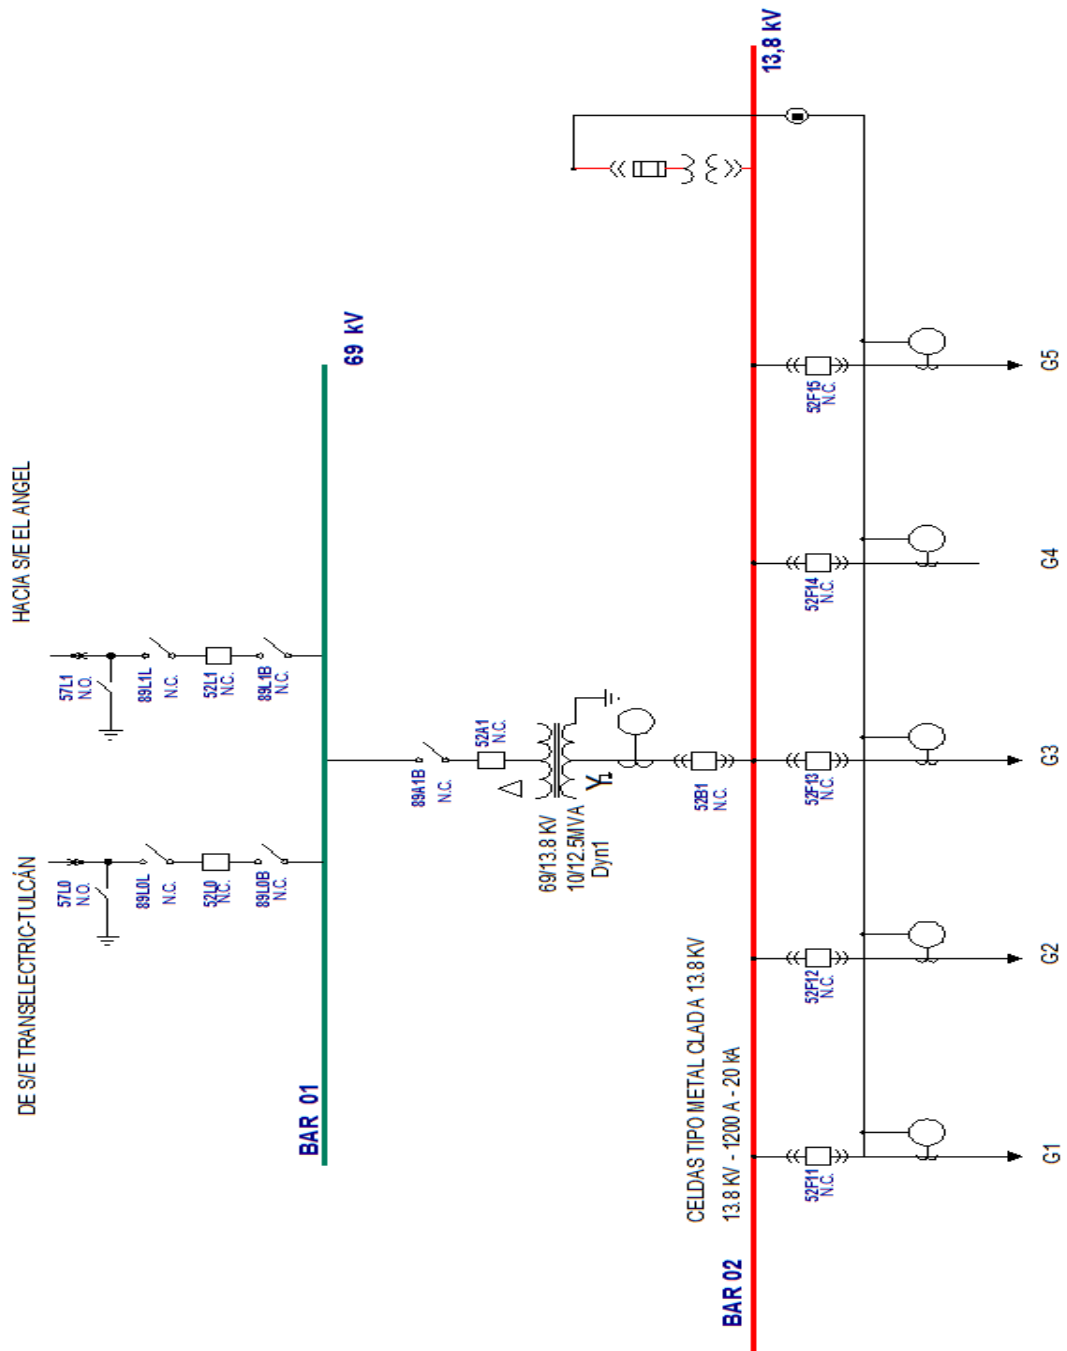 HACIA S/E EL ANGEL
DE S/E TRANSELECTRIC-TULCÁN
57L0
N.O.
89L0L
N.C.
52L0
N.C.
89L0B
N.C.
57L1
N.O.
89L1L
N.C.
52L1
N.C.
89L1B
N.C.
BAR 01
69 kV
89A1B
N.C.
52A1
N.C.
69/13.8 KV
10/12.5MVA
Dyn1
Y
52B1
N.C.
CELDAS TIPO METAL CLAD A 13.8 KV
13.8 KV - 1200 A - 20 kA
BAR 02
13,8 kV
52F11
N.C.
52F12
N.C.
52F13
N.C.
52F14
N.C.
52F15
N.C.
G1
G2
G3
G4
G5